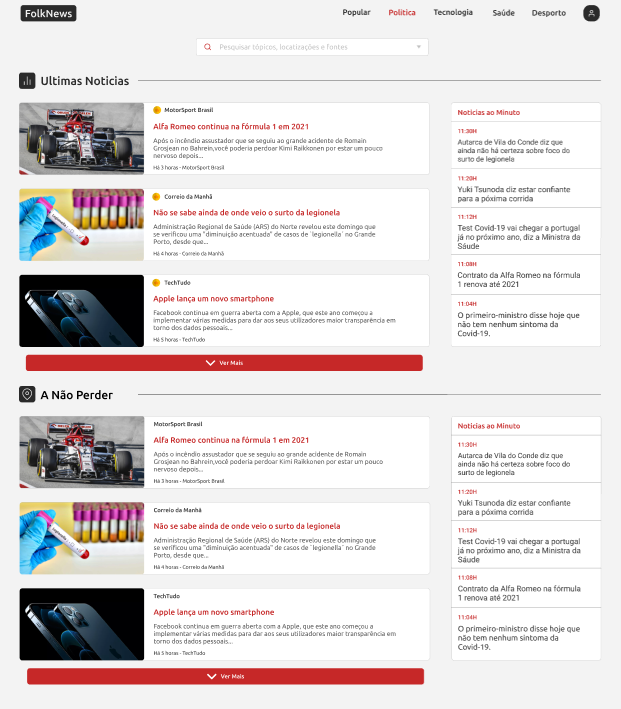 FolkNews
Popular
Política
Tecnologia
Saúde
Desporto
Pesquisar tópicos, localizações e fontes
Ultimas Noticias
MotorSport Brasil
Alfa Romeo continua na fórmula 1 em 2021
Após o incêndio assustador que se seguiu ao grande acidente de Romain
Grosjean no Bahrein,você poderia perdoar Kimi Raikkonen por estar um pouco
nervoso depois...
Há 3 horas - MotorSport Brasil
Correio da Manhã
Não se sabe ainda de onde veio o surto da legionela
Administração Regional de Saúde (ARS) do Norte revelou este domingo que
se verificou uma "diminuição acentuada" de casos de ´legionella´ no Grande
Porto, desde que...
Há 4 horas - Correio da Manhã
TechTudo
Apple lança um novo smartphone
Facebook continua em guerra aberta com a Apple, que este ano começou a
implementar várias medidas para dar aos seus utilizadores maior transparência em
torno dos dados pessoais...
Há 5 horas - TechTudo
Ver Mais
Notícias ao Minuto
11:30H
Autarca de Vila do Conde diz que
ainda não há certeza sobre foco do
surto de legionela
11:20H
Yuki Tsunoda diz estar confiante
para a póxima corrida
11:12H
Test Covid-19 vai chegar a portugal
já no próximo ano, diz a Ministra da
Sáude
11:08H
Contrato da Alfa Romeo na fórmula
1 renova até 2021
11:04H
O primeiro-ministro disse hoje que
não tem nenhum sintoma da
Covid-19.
A Não Perder
MotorSport Brasil
Alfa Romeo continua na fórmula 1 em 2021
Após o incêndio assustador que se seguiu ao grande acidente de Romain
Grosjean no Bahrein,você poderia perdoar Kimi Raikkonen por estar um pouco
nervoso depois...
Há 3 horas - MotorSport Brasil
Correio da Manhã
Não se sabe ainda de onde veio o surto da legionela
Administração Regional de Saúde (ARS) do Norte revelou este domingo que
se verificou uma "diminuição acentuada" de casos de ´legionella´ no Grande
Porto, desde que...
Há 4 horas - Correio da Manhã
TechTudo
Apple lança um novo smartphone
Facebook continua em guerra aberta com a Apple, que este ano começou a
implementar várias medidas para dar aos seus utilizadores maior transparência em
torno dos dados pessoais...
Há 5 horas - TechTudo
Ver Mais
Notícias ao Minuto
11:30H
Autarca de Vila do Conde diz que
ainda não há certeza sobre foco do
surto de legionela
11:20H
Yuki Tsunoda diz estar confiante
para a póxima corrida
11:12H
Test Covid-19 vai chegar a portugal
já no próximo ano, diz a Ministra da
Sáude
11:08H
Contrato da Alfa Romeo na fórmula
1 renova até 2021
11:04H
O primeiro-ministro disse hoje que
não tem nenhum sintoma da
Covid-19.